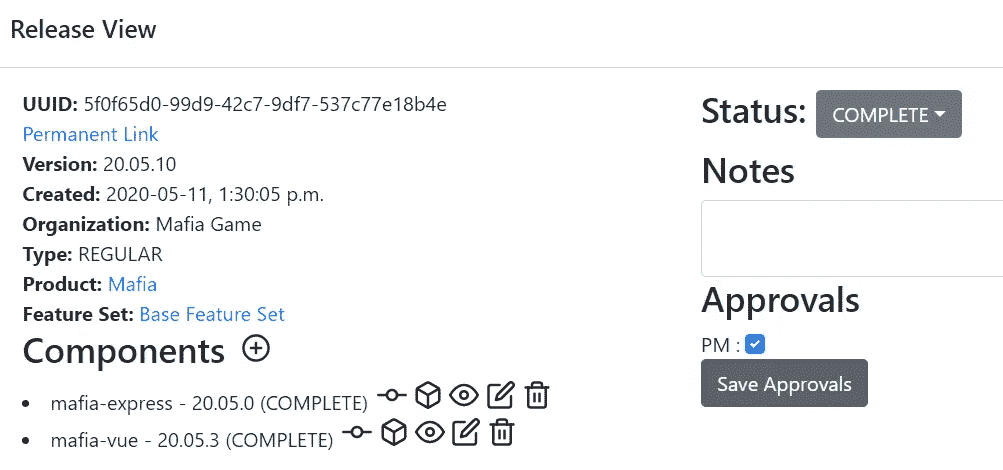 Release View
UUID: 5f0f65d0-99d9-42c7-9df7-537c77e18b4e
Permanent Link
Version: 20.05.10
Created: 2020-05-11, 1:30:05 p.m.
Organization: Mafia Game
Type: REGULAR
Product: Mafia
Feature Set: Base Feature Set
Components
mafia-express - 20.05.0 (COMPLETE)
mafia-vue - 20.05.3 (COMPLETE)
Status: COMPLETE
Notes
Approvals
PM :
Save Approvals